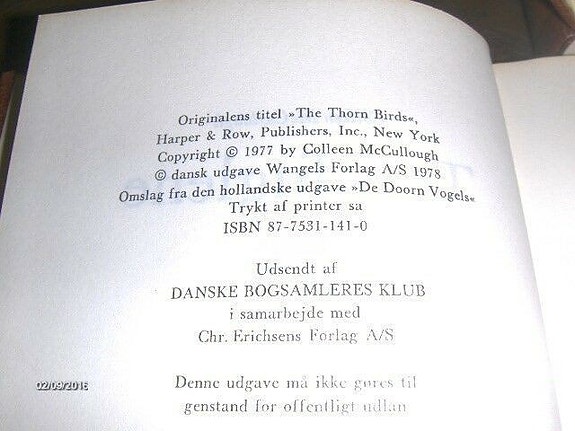 Originalens titel »The Thorn Birds«,
Harper & Row, Publishers, Inc., New York
Copyright © 1977 by Colleen McCullough
© dansk udgave Wangels Forlag A/S 1978
Omslag fra den hollandske udgave »De Doorn Vogels«
Trykt af printer sa
ISBN 87-7531-141-0
Udsendt af
DANSKE BOGSAMLERES KLUB
i samarbejde med
Chr. Erichsens Forlag A/S
Denne udgave må ikke gøres til
genstand for offentligt udlån
02/09/2016